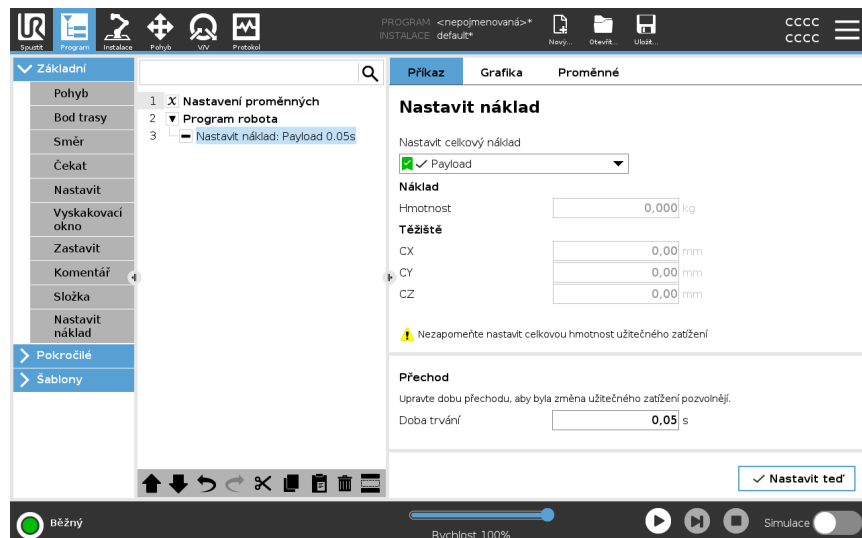 UR
PROGRAM <nepojmenovaná>*
INSTALACE default*
CCCC
CCCC
Spustit
Program
Instalace
Pohyb
V/V
Protokol
Nový...
Otevřít...
Uložit...
Základní
Pohyb
Bod trasy
Směr
Čekat
Nastavit
Vyskakovací
okno
Zastavit
Komentář
Složka
Nastavit
náklad
Pokročilé
Šablony
1 X Nastavení proměnných
2 Program robota
3 Nastavit náklad: Payload 0.05s
Příkaz
Grafika
Proměnné
Nastavit náklad
Nastavit celkový náklad
Payload
Náklad
Hmotnost 0,000 kg
Těžiště
CX 0,00 mm
CY 0,00 mm
CZ 0,00 mm
Nezapomeňte nastavit celkovou hmotnost užitečného zatížení
Přechod
Upravte dobu přechodu, aby byla změna užitečného zatížení pozvolnější.
Doba trvání 0,05 s
Nastavit teď
Běžný
Rychlost 100%
Simulace